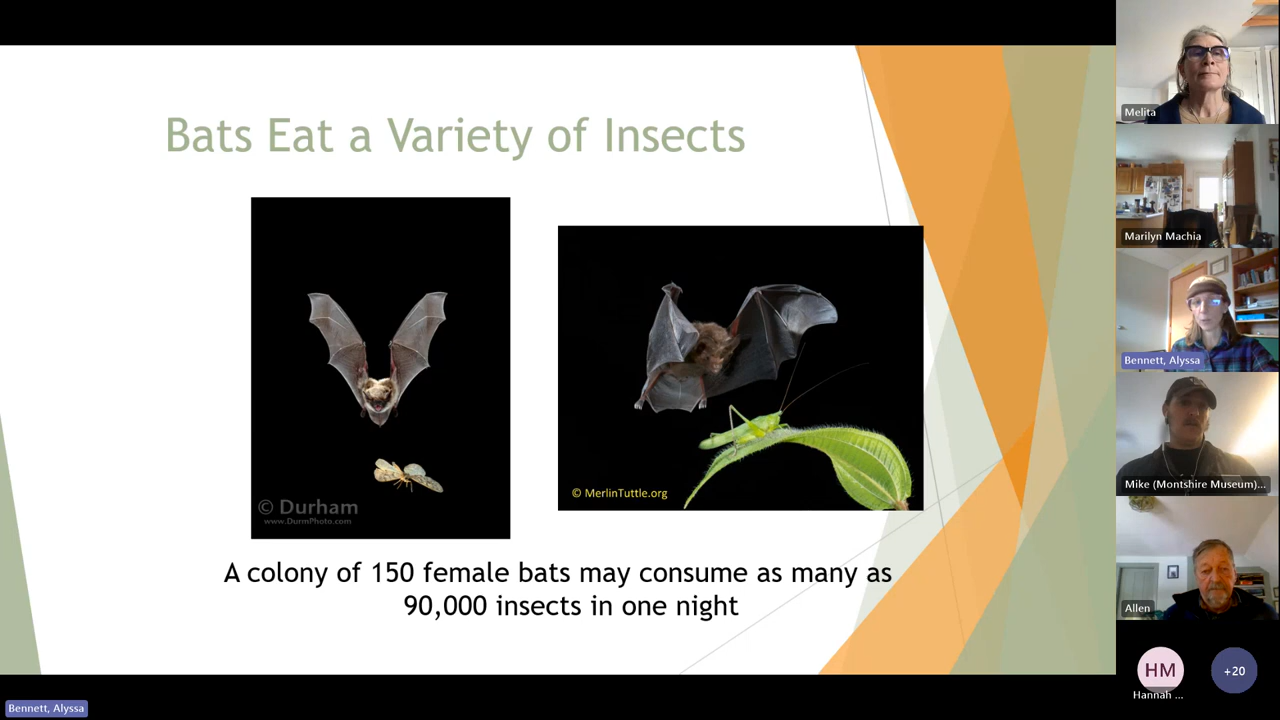 Bats Eat a Variety of Insects
© Durham
www.DurmPhoto.com
© MerlinTuttle.org
A colony of 150 female bats may consume as many as
90,000 insects in one night
Melita
Marilyn Machia
Bennett, Alyssa
Mike (Montshire Museum)...
Allen
HM
Hannah ...
+20
Bennett, Alyssa